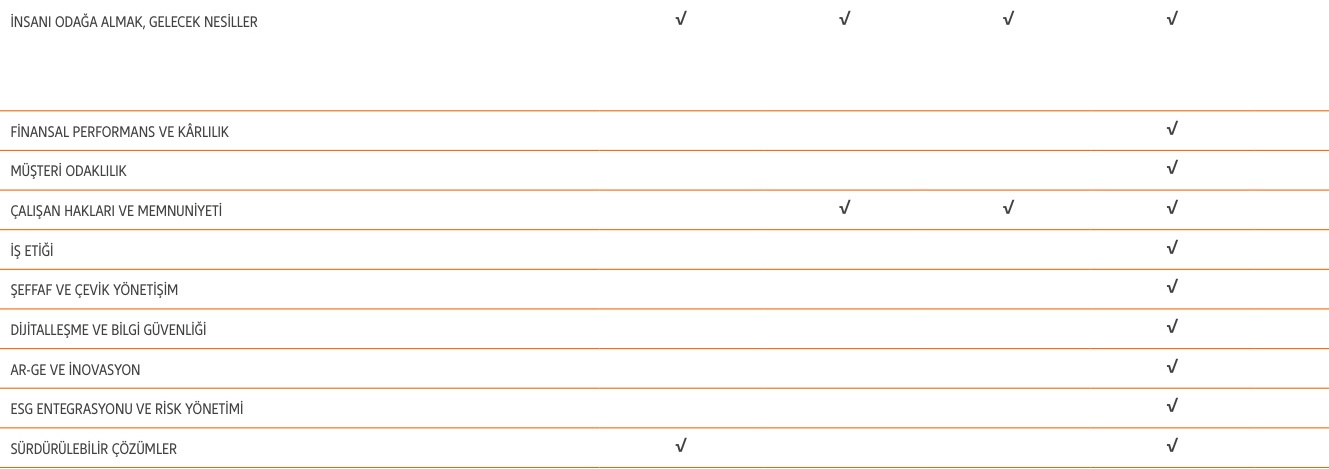 İNSANI ODAĞA ALMAK, GELECEK NESİLLER √ √ √ √
FİNANSAL PERFORMANS VE KÂRLILIK √
MÜŞTERİ ODAKLILIK √
ÇALIŞAN HAKLARI VE MEMNUNİYETİ √ √ √
İŞ ETİĞİ √
ŞEFFAF VE ÇEVİK YÖNETİŞİM √
DİJİTALLEŞME VE BİLGİ GÜVENLİĞİ √
AR-GE VE İNOVASYON √
ESG ENTEGRASYONU VE RİSK YÖNETİMİ √
SÜRDÜRÜLEBİLİR ÇÖZÜMLER √ √